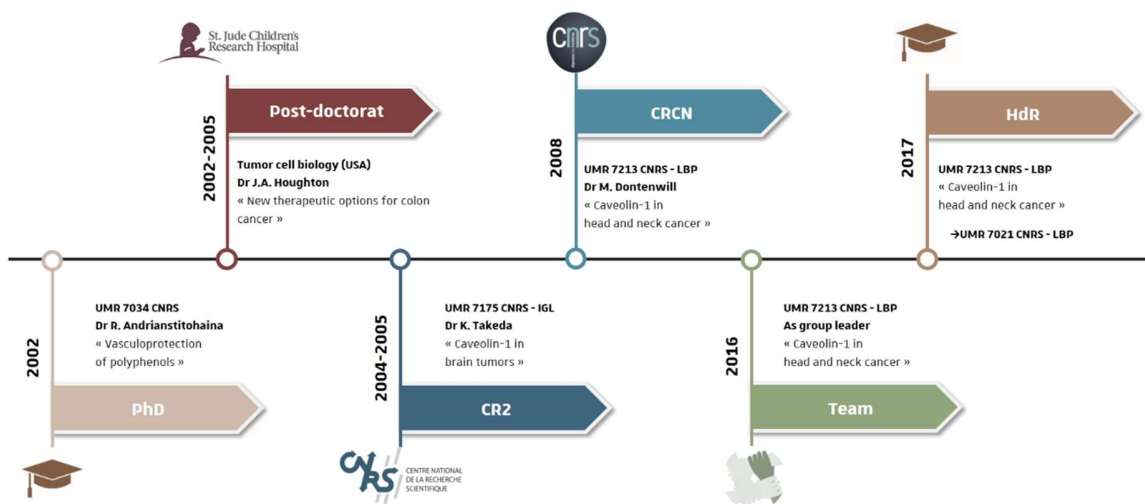 St. Jude Children's
Research Hospital
Post-doctorat
2002-2005
Tumor cell biology (USA)
Dr J.A. Houghton
« New therapeutic options for colon
cancer »
cnrs
CRCN
2008
UMR 7213 CNRS - LBP
Dr M. Dontenwill
« Caveolin-1 in
head and neck cancer »
HdR
2017
UMR 7213 CNRS - LBP
« Caveolin-1 in
head and neck cancer »
→UMR 7021 CNRS - LBP
2002
UMR 7034 CNRS
Dr R. Andrianstitohaina
« Vasculoprotection
of polyphenols »
PhD
2004-2005
UMR 7175 CNRS - IGL
Dr K. Takeda
« Caveolin-1 in
brain tumors »
CR2
CNRS
CENTRE NATIONAL
DE LA RECHERCHE
SCIENTIFIQUE
2016
UMR 7213 CNRS - LBP
As group leader
« Caveolin-1 in
head and neck cancer »
Team